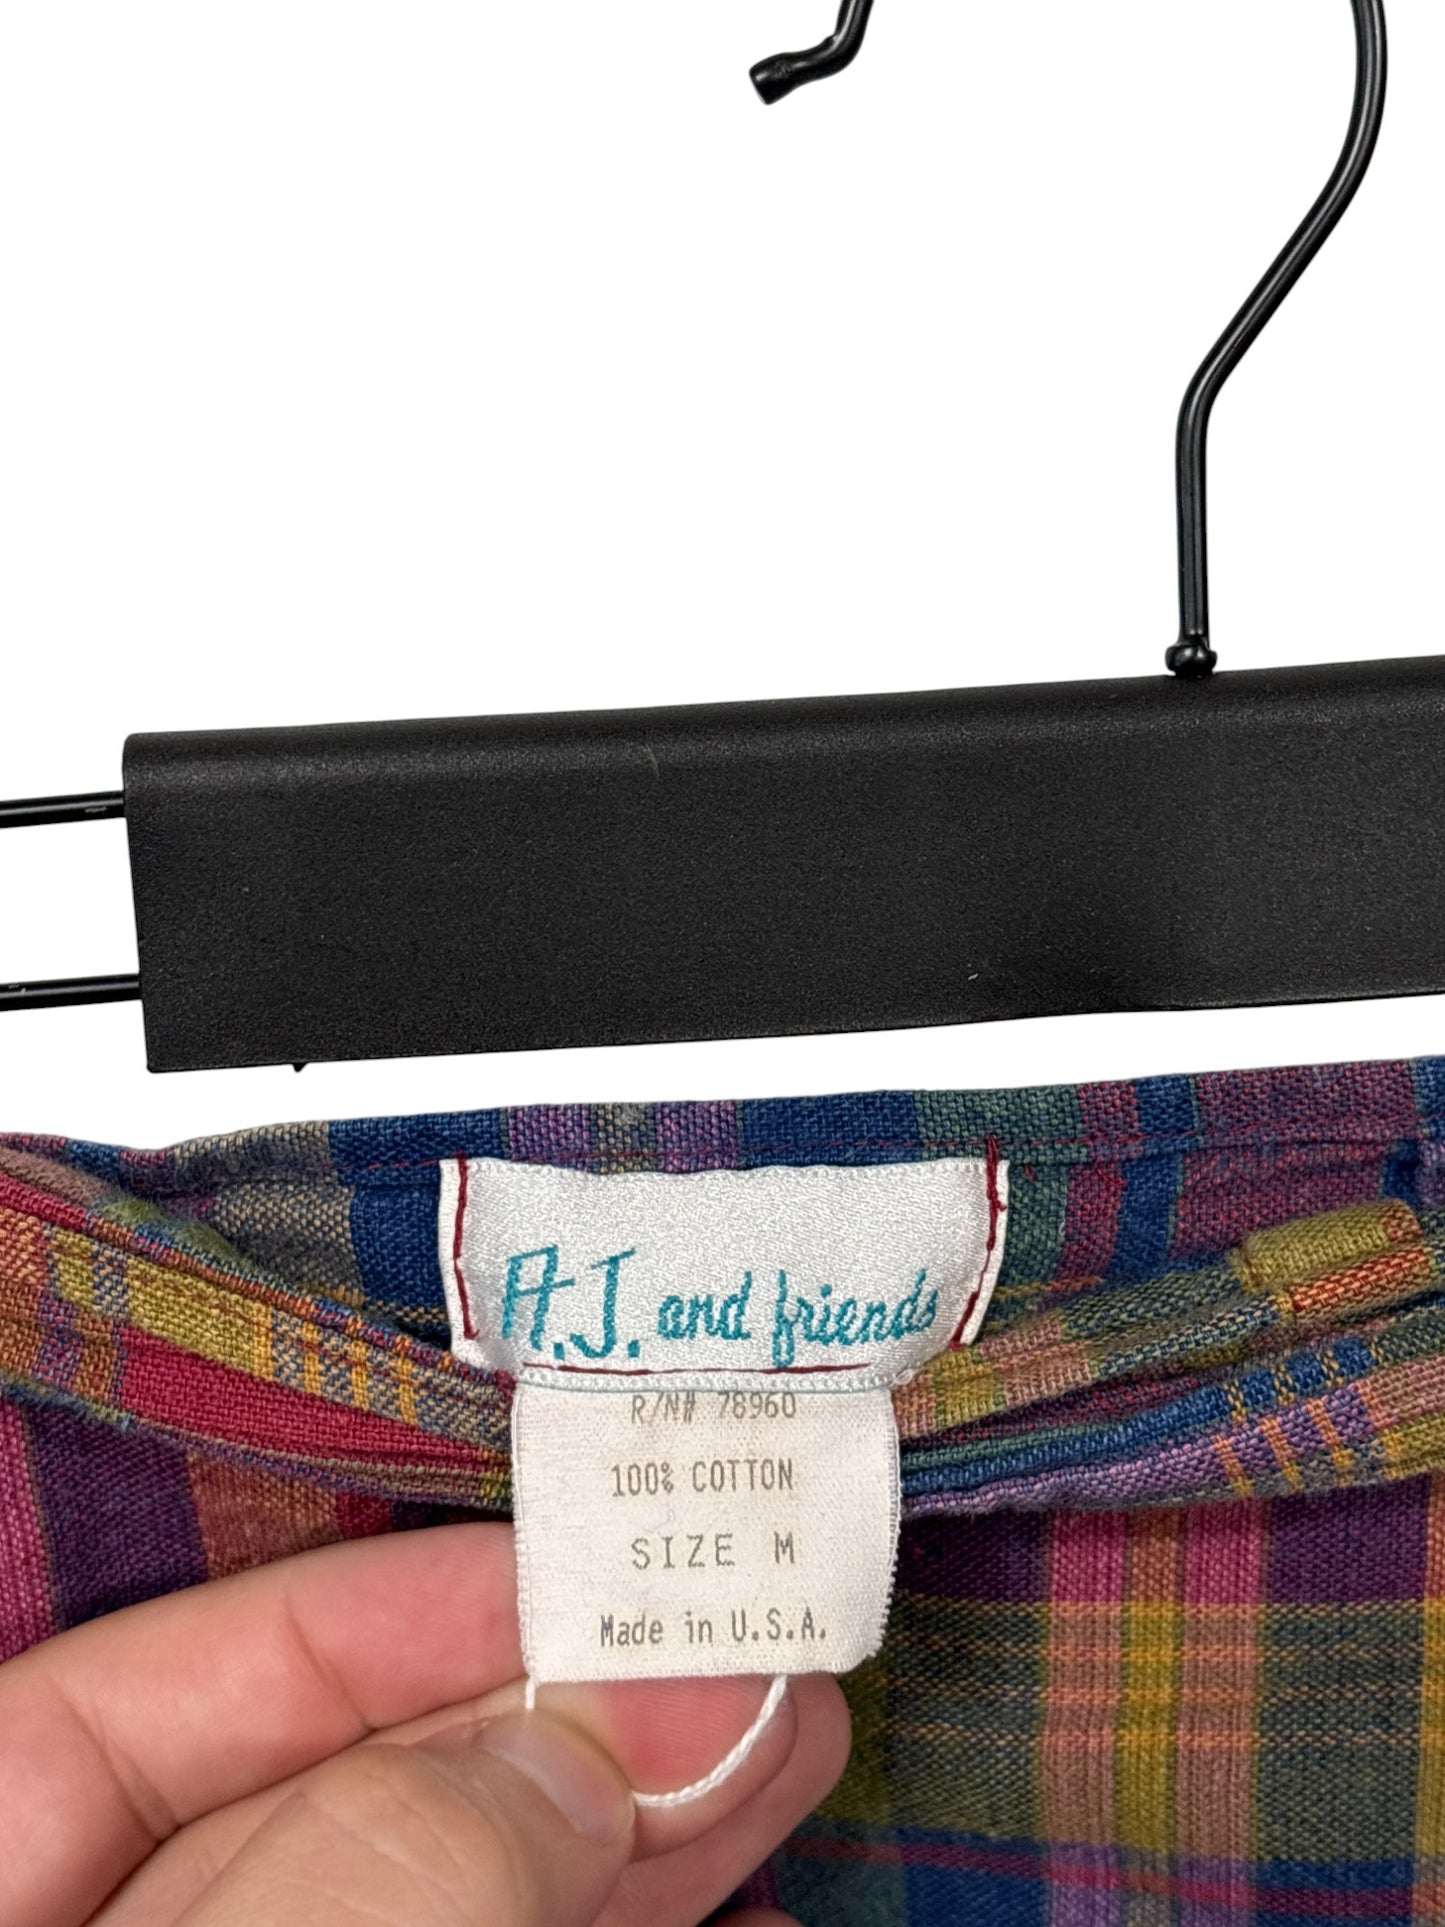 A.J. and friends
R/N# 78960
100% COTTON
SIZE M
Made in U.S.A.